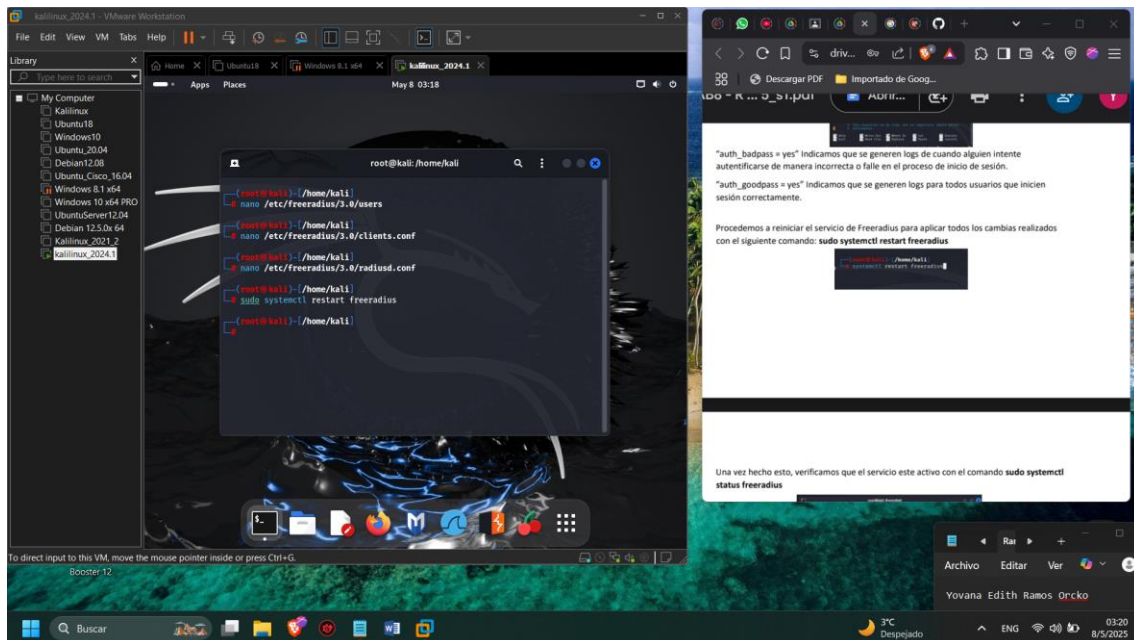 kalilinux_2024.1 - VMware Workstation
File Edit View VM Tabs Help
Library
Type here to search
My Computer
Kalilinux
Ubuntu18
Windows10
Ubuntu_20.04
Debian12.08
Ubuntu_Cisco_16.04
Windows 8.1 x64
Windows 10 x64 PRO
UbuntuServer12.04
Debian 12.5.0x 64
Kalilinux_2021_2
kalilinux_2024.1
Home Ubuntu18 Windows 8.1 x64 kalilinux_2024.1
Apps Places May 8 03:18
root@kali: /home/kali
(root㉿kali)-[/home/kali]
# nano /etc/freeradius/3.0/users
(root㉿kali)-[/home/kali]
# nano /etc/freeradius/3.0/clients.conf
(root㉿kali)-[/home/kali]
# nano /etc/freeradius/3.0/radiusd.conf
(root㉿kali)-[/home/kali]
# sudo systemctl restart freeradius
(root㉿kali)-[/home/kali]
#
To direct input to this VM, move the mouse pointer inside or press Ctrl+G.
Booster 12
driv...
Descargar PDF Importado de Goog...
Abrir...
"auth_badpass = yes" Indicamos que se generen logs de cuando alguien intente
autentificarse de manera incorrecta o falle en el proceso de inicio de sesión.
"auth_goodpass = yes" Indicamos que se generen logs para todos usuarios que inicien
sesión correctamente.
Procedemos a reiniciar el servicio de Freeradius para aplicar todos los cambias realizados
con el siguiente comando: sudo systemctl restart freeradius
(root㉿kali)-[/home/kali]
# systemctl restart freeradius
Una vez hecho esto, verificamos que el servicio este activo con el comando sudo systemctl
status freeradius
Archivo Editar Ver
Yovana Edith Ramos Orcko
Buscar
3°C
Despejado
ENG
03:20
8/5/2025